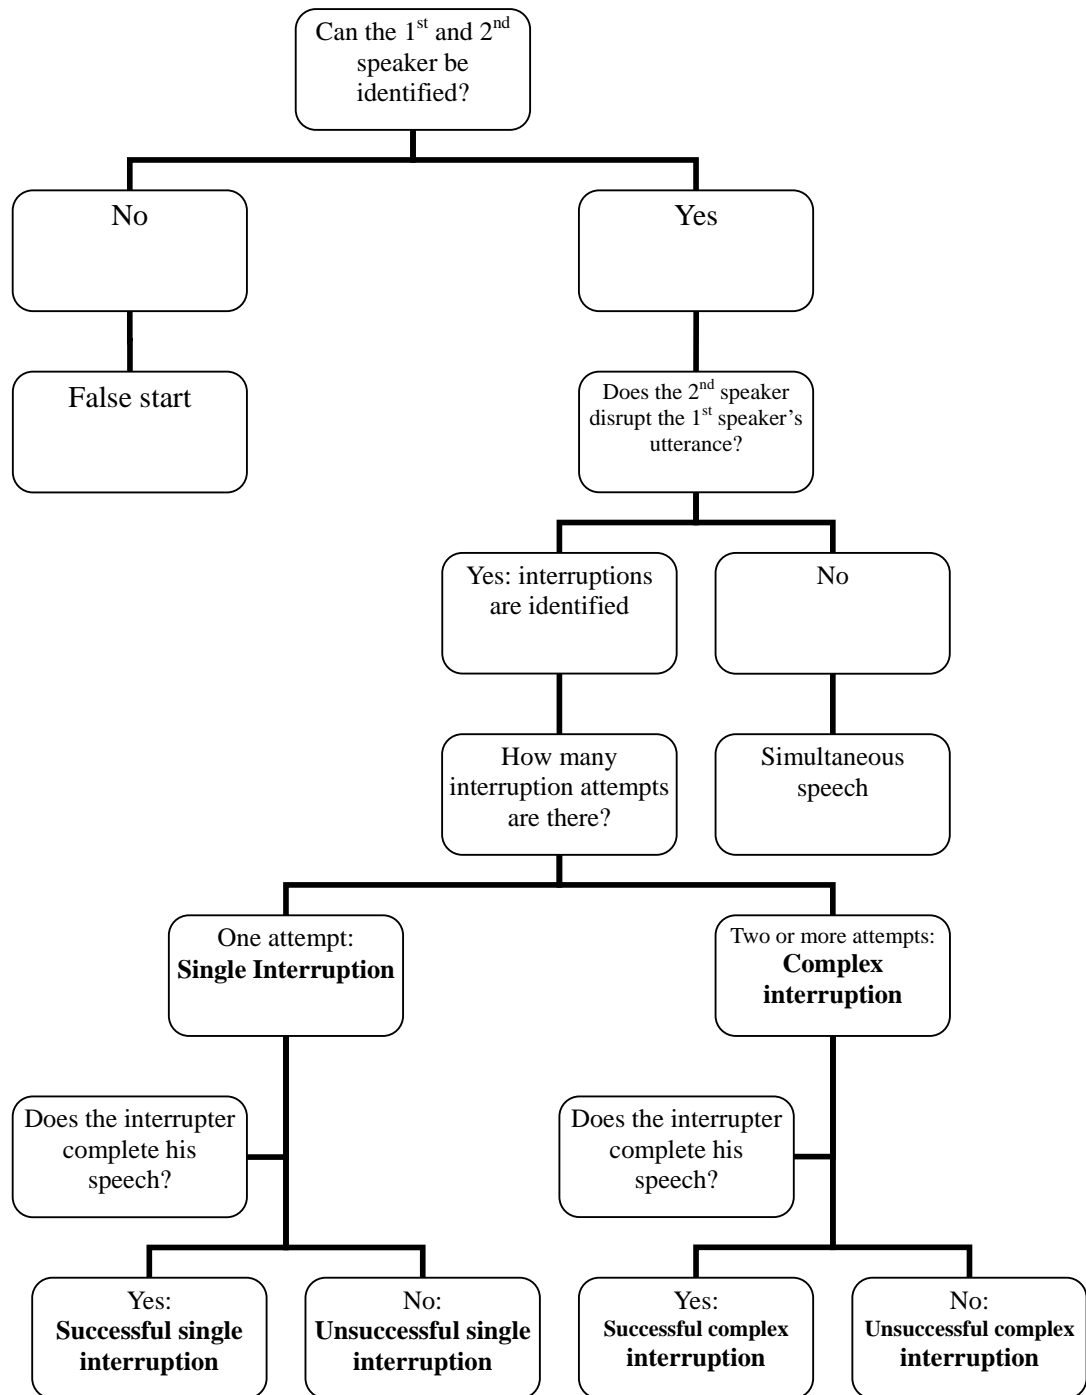 Can the 1st and 2nd
speaker be
identified?
No
Yes
False start
Does the 2nd speaker
disrupt the 1st speaker’s
utterance?
Yes: interruptions
are identified
No
How many
interruption attempts
are there?
Simultaneous
speech
One attempt:
Single Interruption
Two or more attempts:
Complex
interruption
Does the interrupter
complete his
speech?
Does the interrupter
complete his
speech?
Yes:
Successful single
interruption
No:
Unsuccessful single
interruption
Yes:
Successful complex
interruption
No:
Unsuccessful complex
interruption